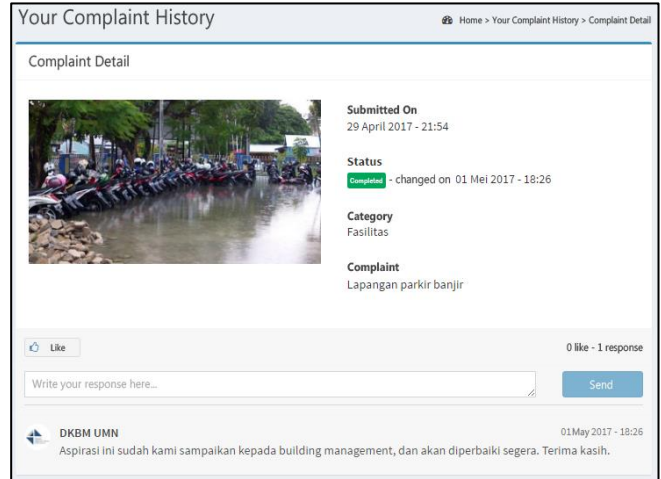 Your Complaint History
Home > Your Complaint History > Complaint Detail
Complaint Detail
Submitted On
29 April 2017 - 21:54
Status
Completed - changed on 01 Mei 2017 - 18:26
Category
Fasilitas
Complaint
Lapangan parkir banjir
Like
0 like - 1 response
Write your response here...
Send
DKBM UMN
01 May 2017 - 18:26
Aspirasi ini sudah kami sampaikan kepada building management, dan akan diperbaiki segera. Terima kasih.